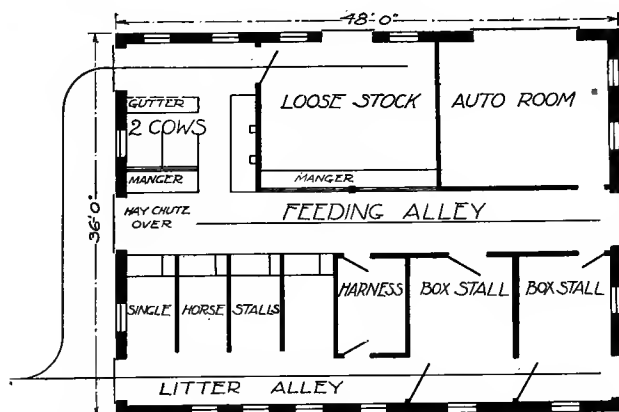 48'-0"
GUTTER
2 COWS
MANGER
LOOSE STOCK
AUTO ROOM
MANGER
HAY CHUTE
OVER
FEEDING ALLEY
36'-0"
SINGLE HORSE STALLS
HARNESS
BOX STALL
BOX STALL
LITTER ALLEY